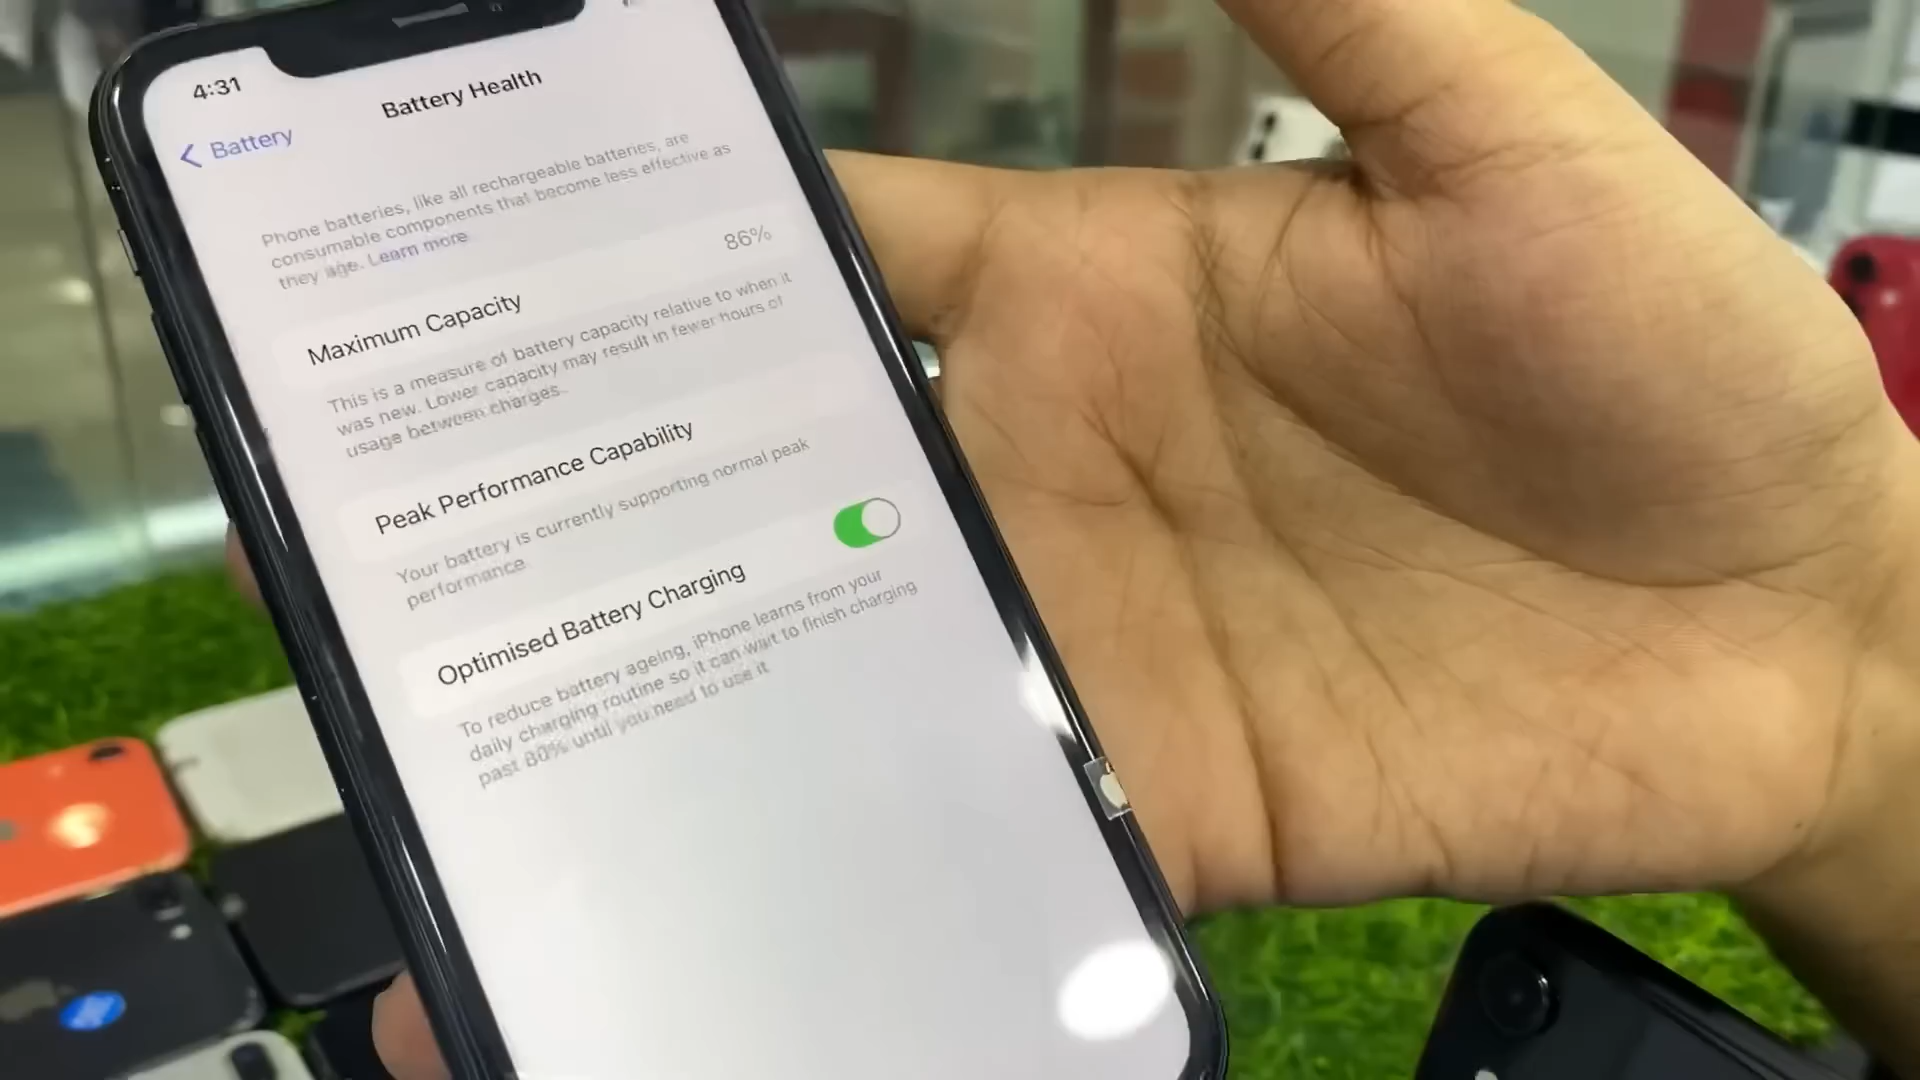 4:31
Battery Health
Battery
Phone batteries, like all rechargeable batteries, are
consumable components that become less effective as
they age. Learn more
86%
Maximum Capacity
This is a measure of battery capacity relative to when it
was new. Lower capacity may result in fewer hours of
usage between charges.
Peak Performance Capability
Your battery is currently supporting normal peak
performance
Optimised Battery Charging
To reduce battery ageing, iPhone learns from your
daily charging routine so it can wait to finish charging
past 80% until you need to use it